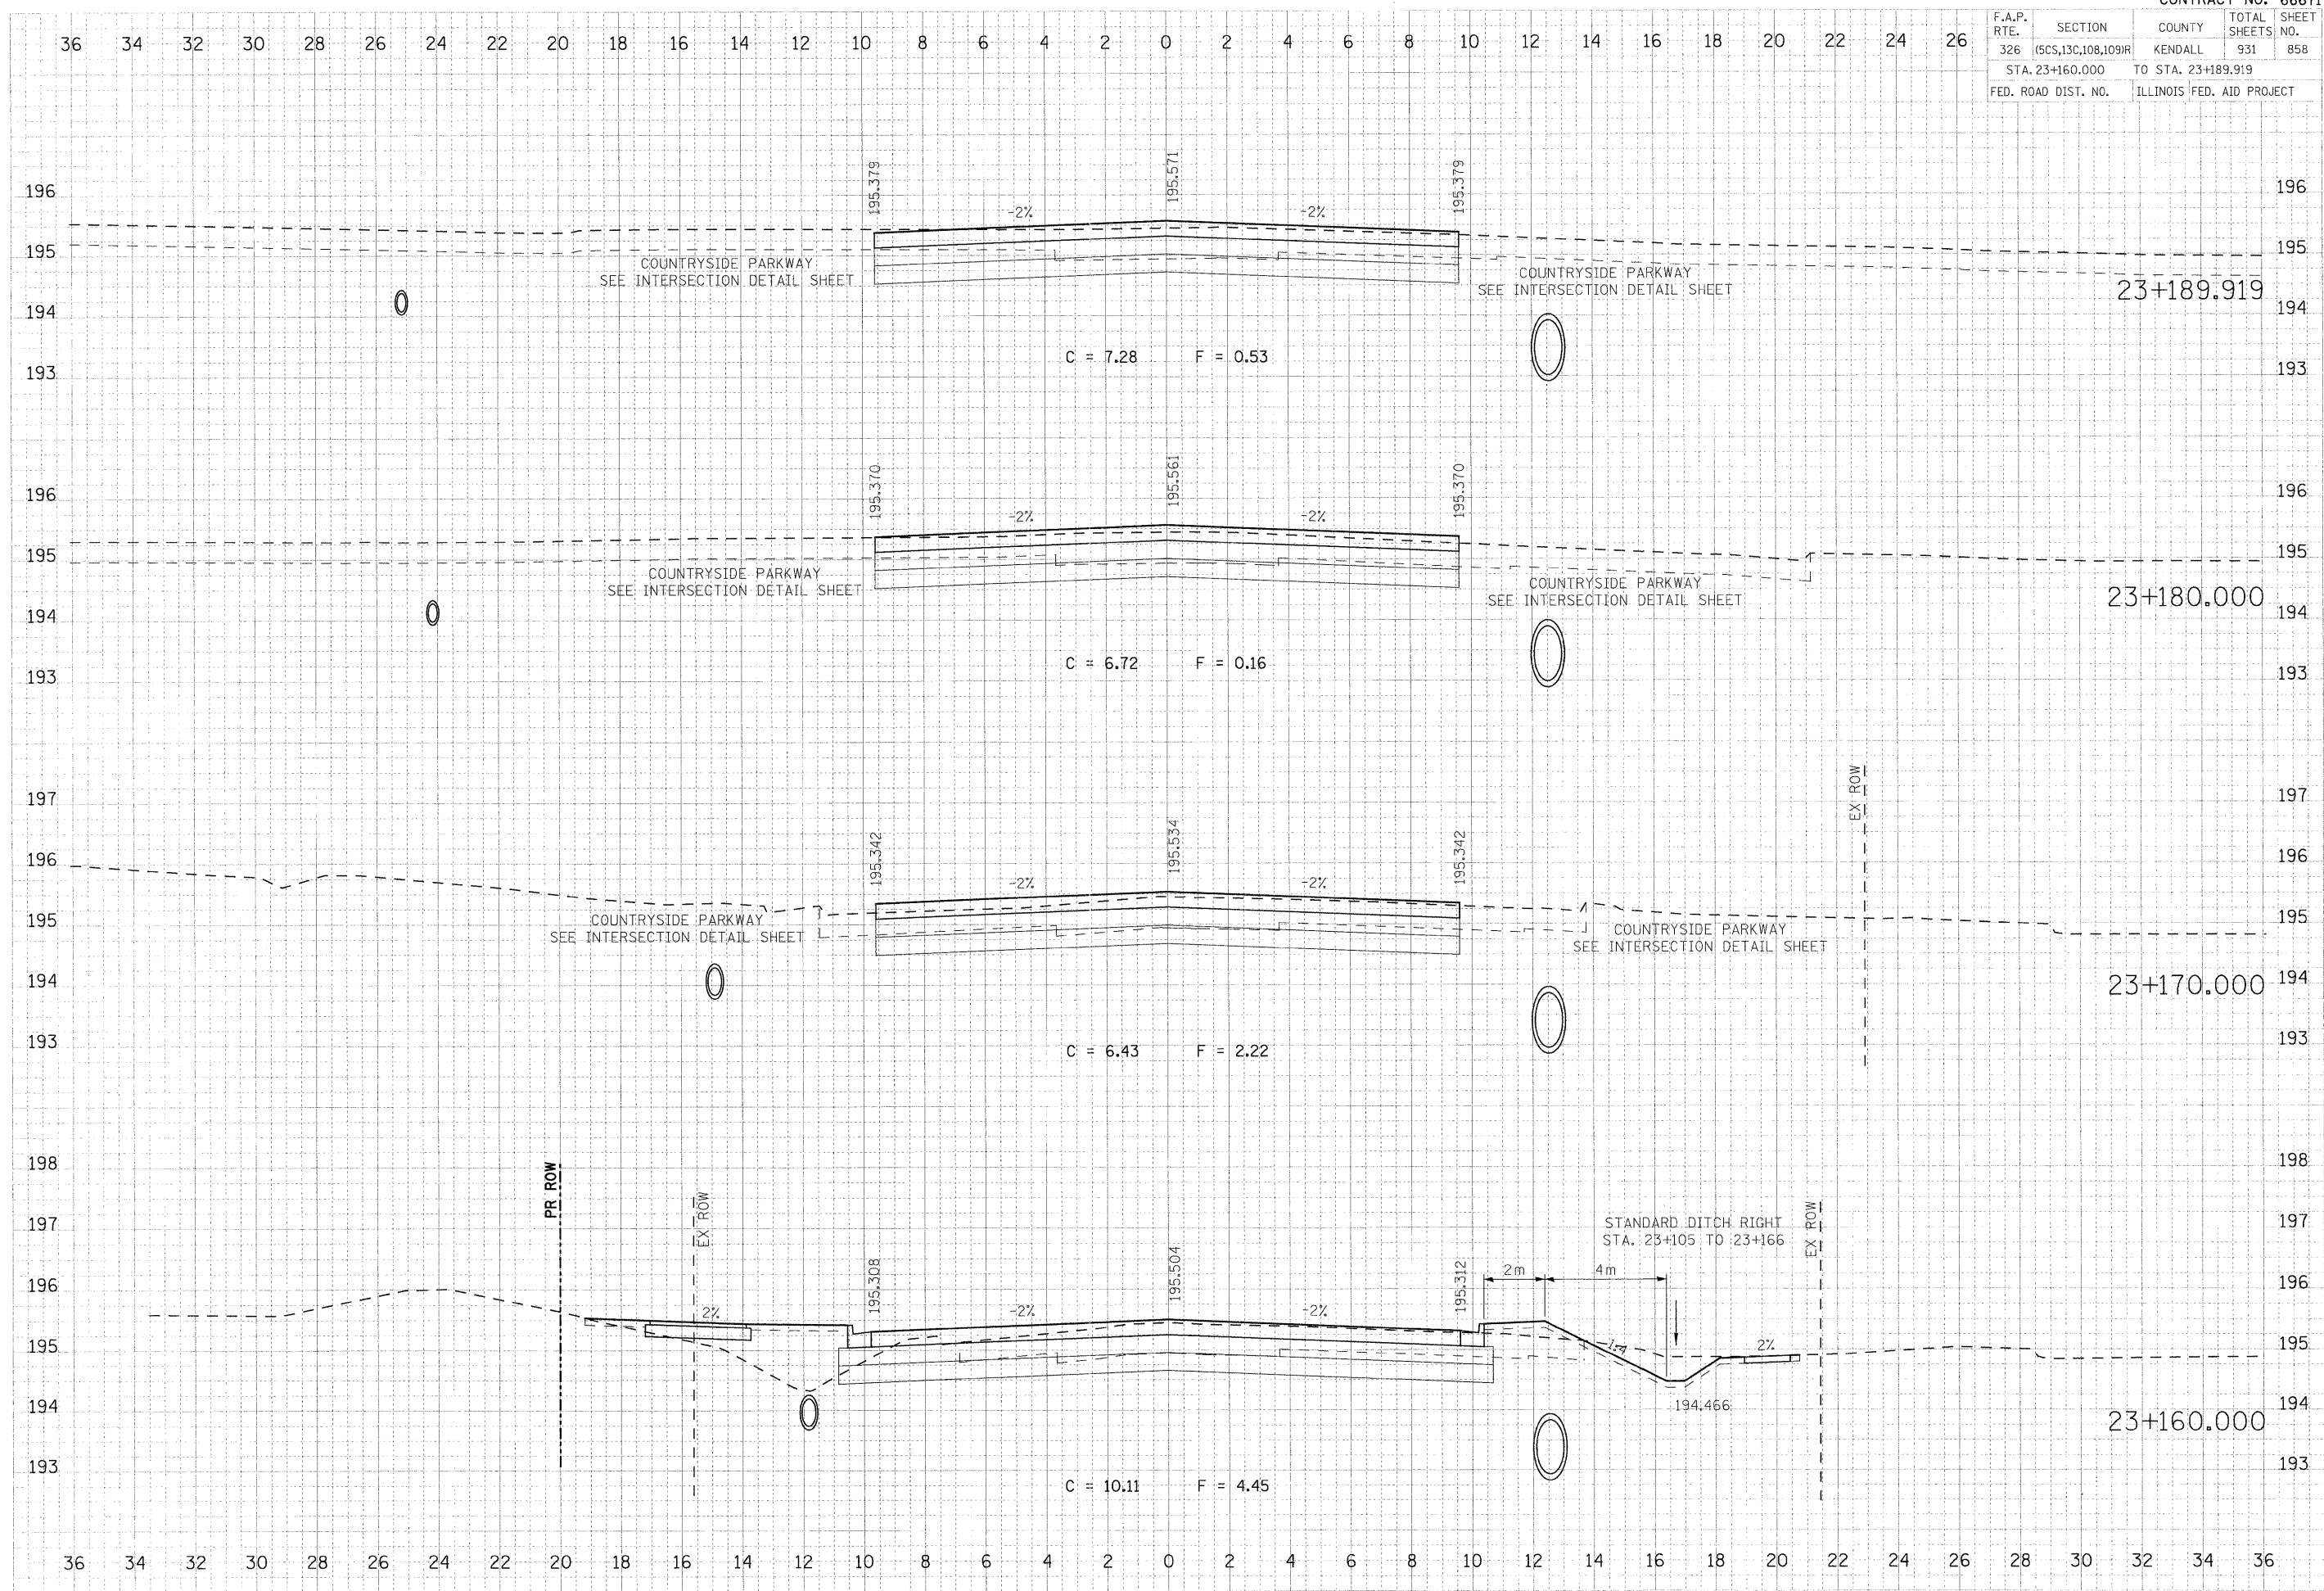 CONTRACT NO. 666Y1
36 34 32 30 28 26 24 22 20 18 16 14 12 10 8 6 4 2 0 2 4 6 8 10 12 14 16 18 20 22 24 26
F.A.P. RTE. SECTION COUNTY TOTAL SHEETS SHEET NO.
326 (5CS,13C,108,109)R KENDALL 931 858
STA. 23+160.000 TO STA. 23+189.919
FED. ROAD DIST. NO. ILLINOIS FED. AID PROJECT
195.379 195.571 195.379
196 196
-2% -2%
195 195
COUNTRYSIDE PARKWAY
SEE INTERSECTION DETAIL SHEET
COUNTRYSIDE PARKWAY
SEE INTERSECTION DETAIL SHEET
23+189.919
194 194
C = 7.28 F = 0.53
193 193
195.370 195.561 195.370
196 196
-2% -2%
195 195
COUNTRYSIDE PARKWAY
SEE INTERSECTION DETAIL SHEET
COUNTRYSIDE PARKWAY
SEE INTERSECTION DETAIL SHEET
23+180.000
194 194
C = 6.72 F = 0.16
193 193
EX ROW
197 197
195.342 195.534 195.342
196 196
-2% -2%
195 195
COUNTRYSIDE PARKWAY
SEE INTERSECTION DETAIL SHEET
COUNTRYSIDE PARKWAY
SEE INTERSECTION DETAIL SHEET
23+170.000
194 194
193 193
C = 6.43 F = 2.22
198 198
PR ROW
EX ROW
EX ROW
197 197
STANDARD DITCH RIGHT
STA. 23+105 TO 23+166
195.308 195.504 195.312
2m 4m
196 196
2% -2% -2%
1:4
2%
195 195
194.466
194 194
23+160.000
193 193
C = 10.11 F = 4.45
36 34 32 30 28 26 24 22 20 18 16 14 12 10 8 6 4 2 0 2 4 6 8 10 12 14 16 18 20 22 24 26 28 30 32 34 36